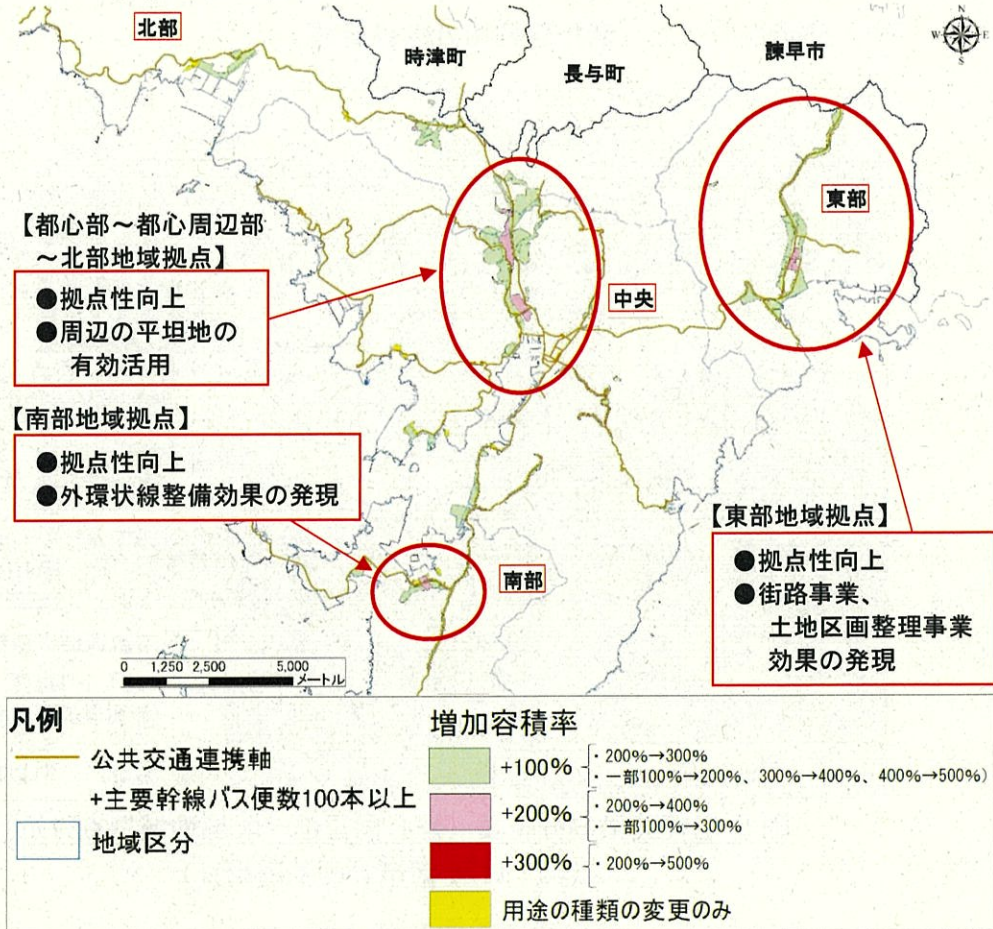 北部
時津町
長与町
諫早市
N
W
E
S
東部
【都心部～都心周辺部
～北部地域拠点】
●拠点性向上
●周辺の平坦地の
有効活用
中央
【南部地域拠点】
●拠点性向上
●外環状線整備効果の発現
【東部地域拠点】
●拠点性向上
●街路事業、
土地区画整理事業
効果の発現
南部
0 1,250 2,500 5,000
メートル
凡例
公共交通連携軸
+主要幹線バス便数100本以上
地域区分
増加容積率
+100%
・200%→300%
・一部100%→200%、300%→400%、400%→500%）
+200%
・200%→400%
・一部100%→300%
+300%
・200%→500%
用途の種類の変更のみ